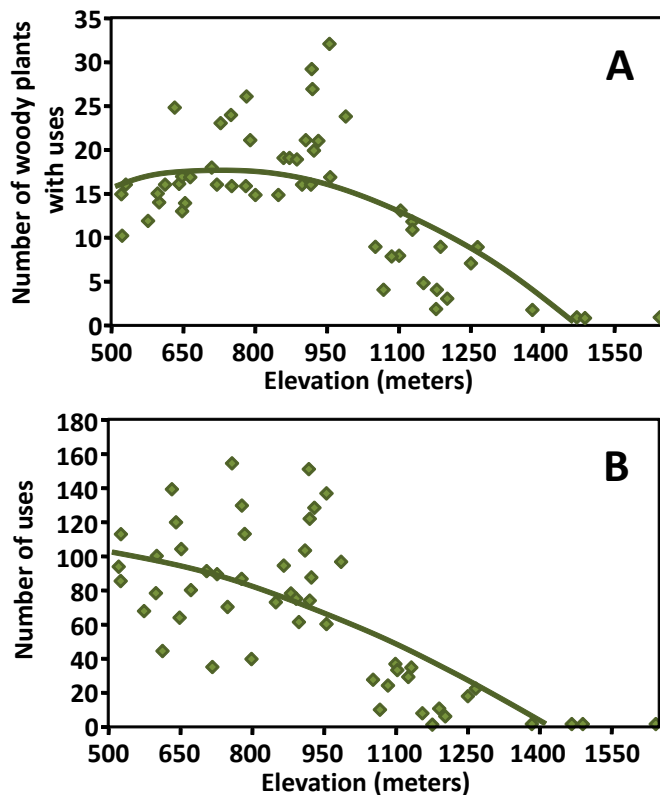 35
30
25
20
15
10
5
0
Number of woody plants
with uses
A
500 650 800 950 1100 1250 1400 1550
Elevation (meters)
180
160
140
120
100
80
60
40
20
0
Number of uses
B
500 650 800 950 1100 1250 1400 1550
Elevation (meters)